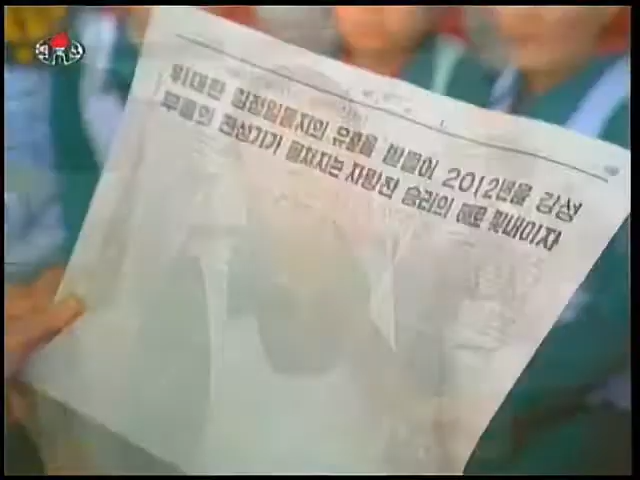 위대한 김정일동지의 유훈을 받들어 2012년을 강성
부흥의 전성기가 펼쳐지는 자랑찬 승리의 해로 빛내이자